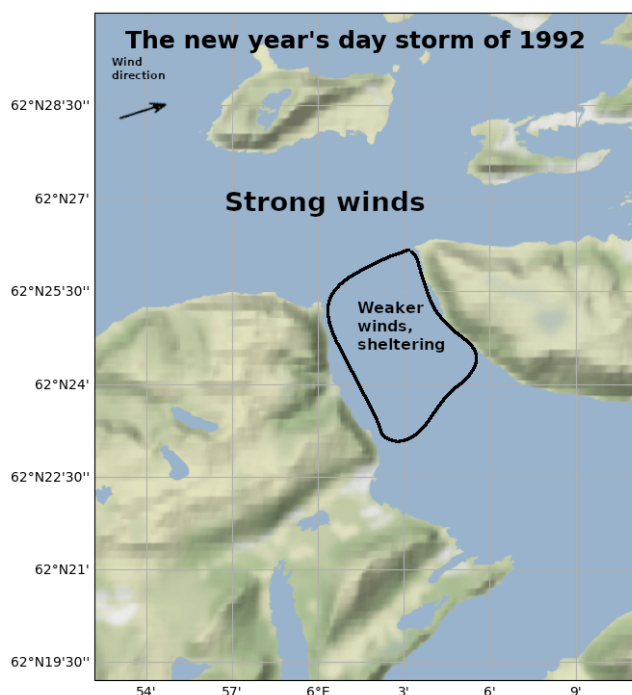 The new year's day storm of 1992
Wind
direction
62°N28'30''
62°N27'
Strong winds
62°N25'30''
Weaker
winds,
sheltering
62°N24'
62°N22'30''
62°N21'
62°N19'30''
54'
57'
6°E
3'
6'
9'